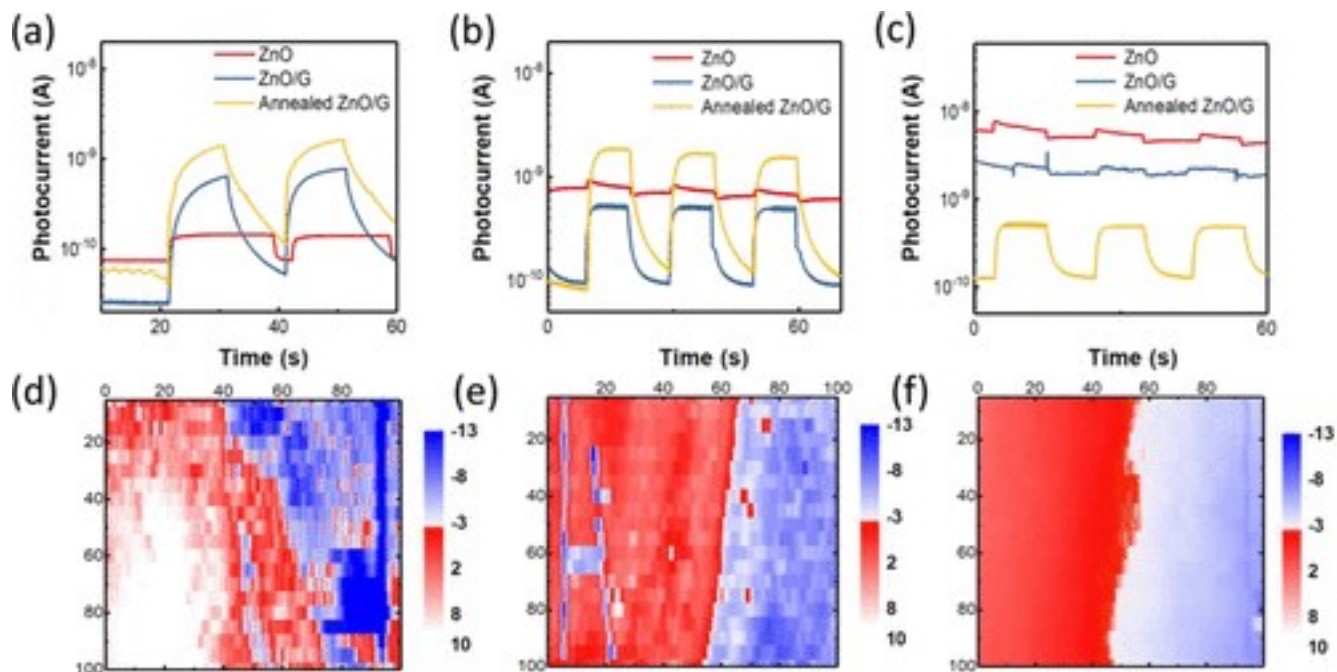 (a)
ZnO
ZnO/G
Annealed ZnO/G
Photocurrent (A)
10⁻⁸
10⁻⁹
10⁻¹⁰
20 40 60
Time (s)
(b)
ZnO
ZnO/G
Annealed ZnO/G
Photocurrent (A)
10⁻⁸
10⁻⁹
10⁻¹⁰
0 60
Time (s)
(c)
ZnO
ZnO/G
Annealed ZnO/G
Photocurrent (A)
10⁻⁸
10⁻⁹
10⁻¹⁰
0 60
Time (s)
(d)
0 20 40 60 80
20
40
60
80
100
-13
-8
-3
2
8
10
(e)
20 40 60 80 100
20
40
60
80
100
-13
-8
-3
2
8
10
(f)
0 20 40 60 80
20
40
60
80
100
-13
-8
-3
2
8
10